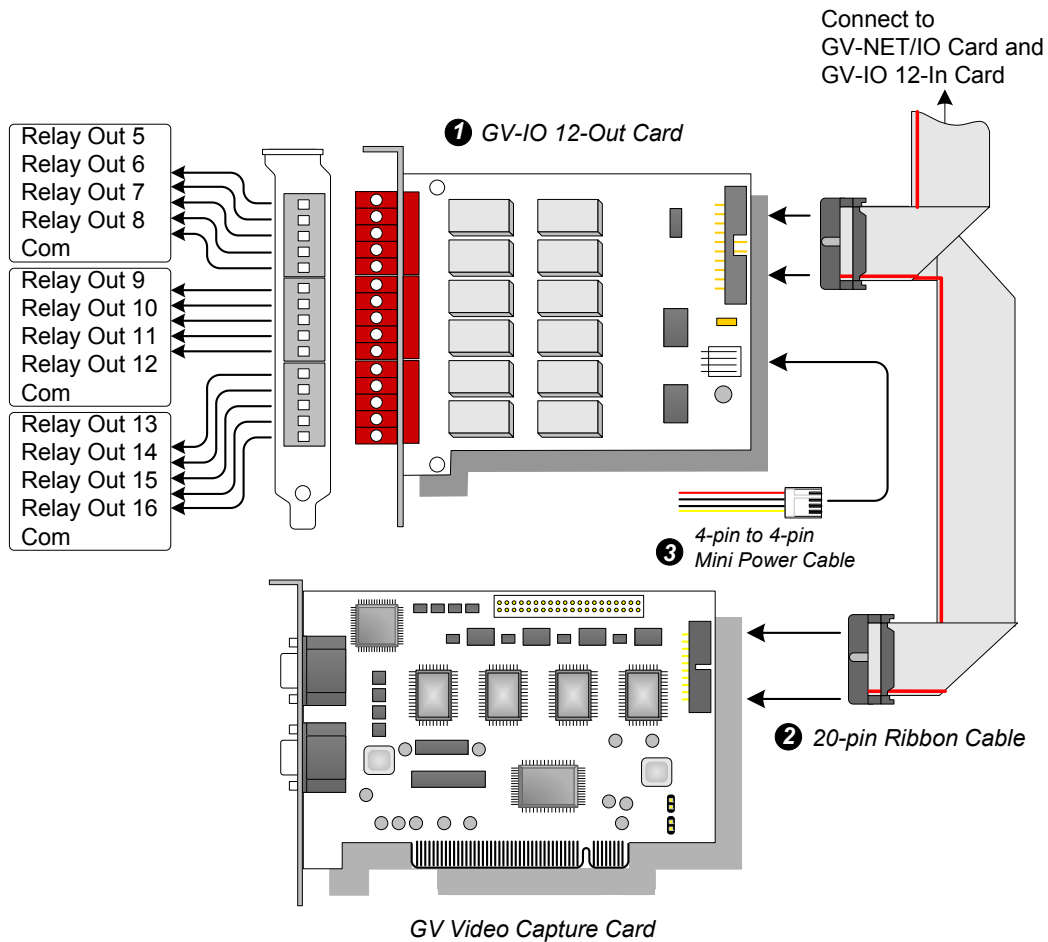 Connect to
GV-NET/IO Card and
GV-IO 12-In Card
1 GV-IO 12-Out Card
Relay Out 5
Relay Out 6
Relay Out 7
Relay Out 8
Com
Relay Out 9
Relay Out 10
Relay Out 11
Relay Out 12
Com
Relay Out 13
Relay Out 14
Relay Out 15
Relay Out 16
Com
3 4-pin to 4-pin
Mini Power Cable
2 20-pin Ribbon Cable
GV Video Capture Card